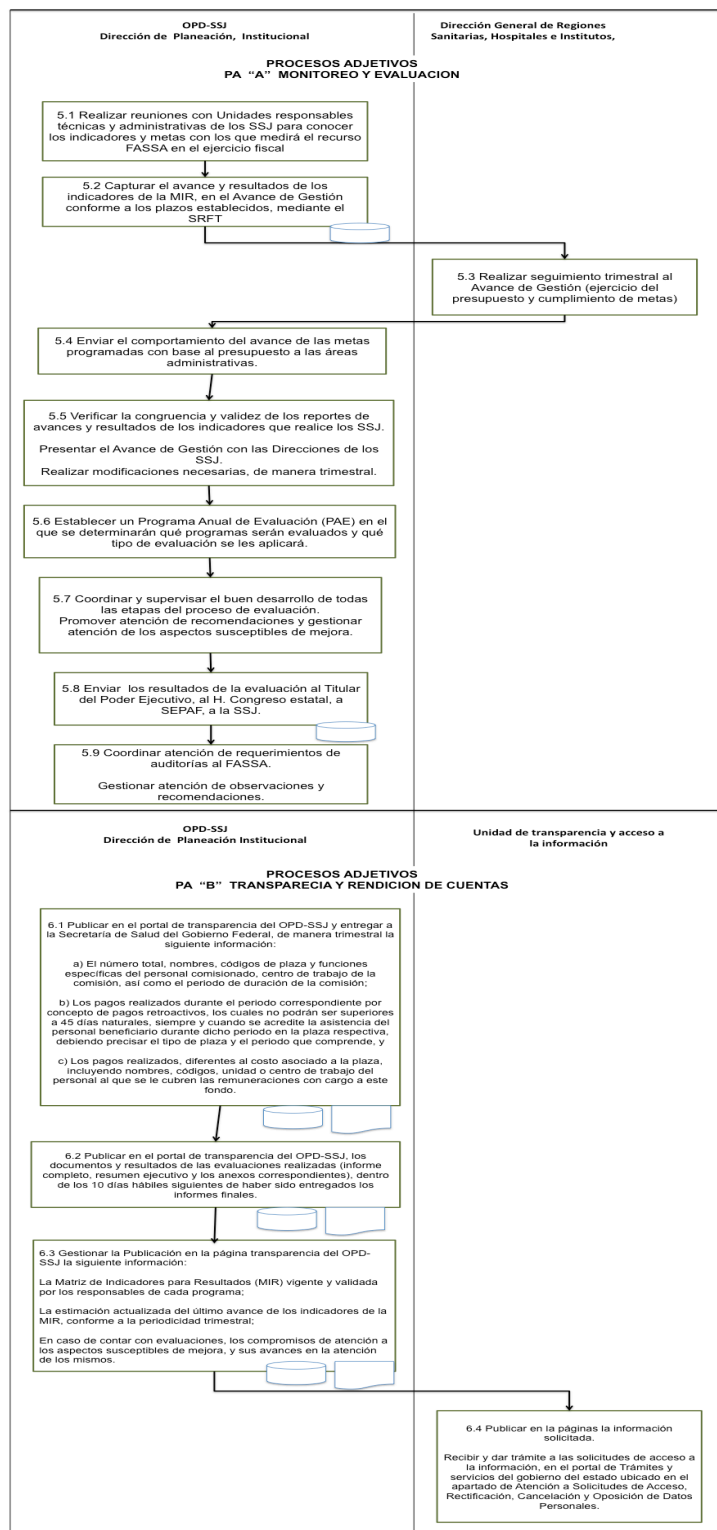 OPD-SSJ
Dirección de Planeación, Institucional
Dirección General de Regiones
Sanitarias, Hospitales e Institutos,
PROCESOS ADJETIVOS
PA “A” MONITOREO Y EVALUACION
5.1 Realizar reuniones con Unidades responsables
técnicas y administrativas de los SSJ para conocer
los indicadores y metas con los que medirá el recurso
FASSA en el ejercicio fiscal
5.2 Capturar el avance y resultados de los
indicadores de la MIR, en el Avance de Gestión
conforme a los plazos establecidos, mediante el
SRFT
5.3 Realizar seguimiento trimestral al
Avance de Gestión (ejercicio del
presupuesto y cumplimiento de metas)
5.4 Enviar el comportamiento del avance de las metas
programadas con base al presupuesto a las áreas
administrativas.
5.5 Verificar la congruencia y validez de los reportes de
avances y resultados de los indicadores que realice los SSJ.
Presentar el Avance de Gestión con las Direcciones de los
SSJ.
Realizar modificaciones necesarias, de manera trimestral.
5.6 Establecer un Programa Anual de Evaluación (PAE) en el
que se determinarán qué programas serán evaluados y qué
tipo de evaluación se les aplicará.
5.7 Coordinar y supervisar el buen desarrollo de todas
las etapas del proceso de evaluación.
Promover atención de recomendaciones y gestionar
atención de los aspectos susceptibles de mejora.
5.8 Enviar los resultados de la evaluación al Titular
del Poder Ejecutivo, al H. Congreso estatal, a
SEPAF, a la SSJ.
5.9 Coordinar atención de requerimientos de
auditorías al FASSA.
Gestionar atención de observaciones y
recomendaciones.
OPD-SSJ
Dirección de Planeación Institucional
Unidad de transparencia y acceso a
la información
PROCESOS ADJETIVOS
PA “B” TRANSPARECIA Y RENDICION DE CUENTAS
6.1 Publicar en el portal de transparencia del OPD-SSJ y entregar a
la Secretaría de Salud del Gobierno Federal, de manera trimestral la
siguiente información:
a) El número total, nombres, códigos de plaza y funciones
específicas del personal comisionado, centro de trabajo de la
comisión, así como el periodo de duración de la comisión;
b) Los pagos realizados durante el periodo correspondiente por
concepto de pagos retroactivos, los cuales no podrán ser superiores
a 45 días naturales, siempre y cuando se acredite la asistencia del
personal beneficiario durante dicho periodo en la plaza respectiva,
debiendo precisar el tipo de plaza y el periodo que comprende, y
c) Los pagos realizados, diferentes al costo asociado a la plaza,
incluyendo nombres, códigos, unidad o centro de trabajo del
personal al que se le cubren las remuneraciones con cargo a este
fondo.
6.2 Publicar en el portal de transparencia del OPD-SSJ, los
documentos y resultados de las evaluaciones realizadas (informe
completo, resumen ejecutivo y los anexos correspondientes), dentro
de los 10 días hábiles siguientes de haber sido entregados los
informes finales.
6.3 Gestionar la Publicación en la página transparencia del OPD-
SSJ la siguiente información:
La Matriz de Indicadores para Resultados (MIR) vigente y validada
por los responsables de cada programa;
La estimación actualizada del último avance de los indicadores de la
MIR, conforme a la periodicidad trimestral;
En caso de contar con evaluaciones, los compromisos de atención a
los aspectos susceptibles de mejora, y sus avances en la atención
de los mismos.
6.4 Publicar en la páginas la información
solicitada.
Recibir y dar trámite a las solicitudes de acceso a
la información, en el portal de Trámites y
servicios del gobierno del estado ubicado en el
apartado de Atención a Solicitudes de Acceso,
Rectificación, Cancelación y Oposición de Datos
Personales.